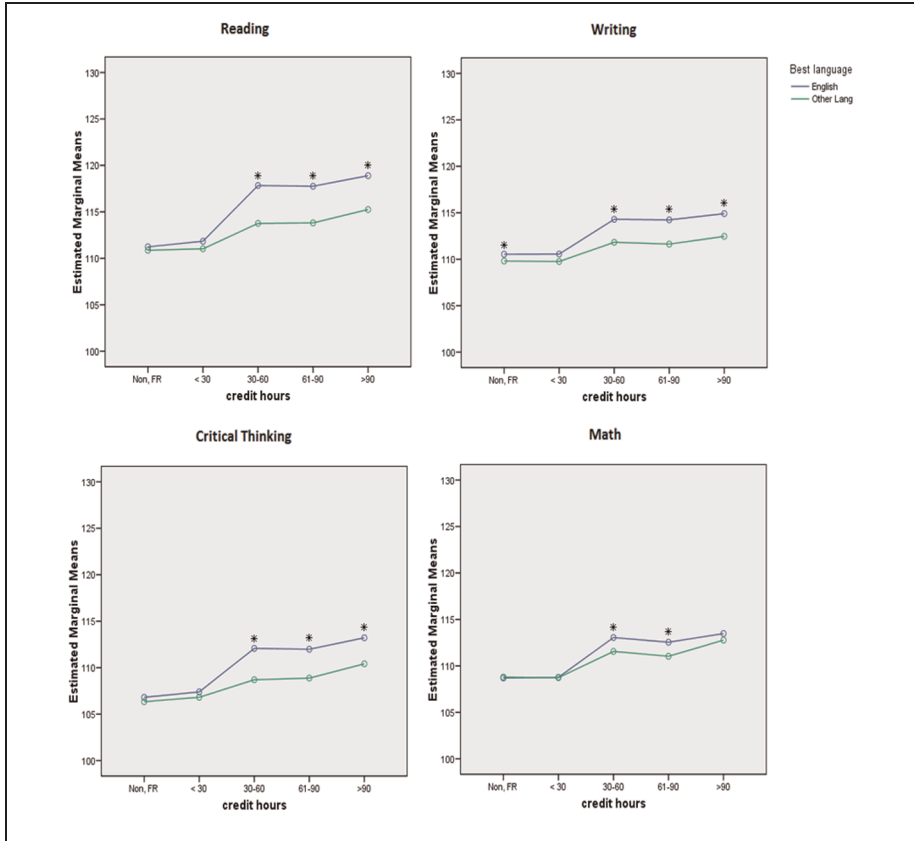 Reading
Writing
Best language
English
Other Lang
Estimated Marginal Means
130
125
120
115
110
105
100
* * *
Non, FR < 30 30-60 61-90 >90
credit hours
Estimated Marginal Means
130
125
120
115
110
105
100
* * * *
Non, FR < 30 30-60 61-90 >90
credit hours
Critical Thinking
Math
Estimated Marginal Means
130
125
120
115
110
105
100
* * *
Non, FR < 30 30-60 61-90 >90
credit hours
Estimated Marginal Means
130
125
120
115
110
105
100
* *
Non, FR < 30 30-60 61-90 >90
credit hours